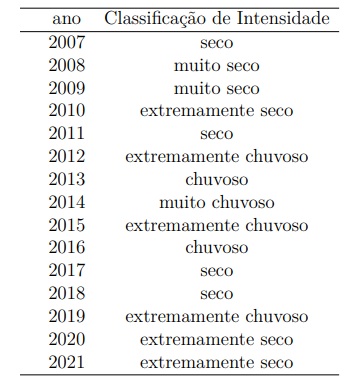 ano Classificação de Intensidade
2007 seco
2008 muito seco
2009 muito seco
2010 extremamente seco
2011 seco
2012 extremamente chuvoso
2013 chuvoso
2014 muito chuvoso
2015 extremamente chuvoso
2016 chuvoso
2017 seco
2018 seco
2019 extremamente chuvoso
2020 extremamente seco
2021 extremamente seco